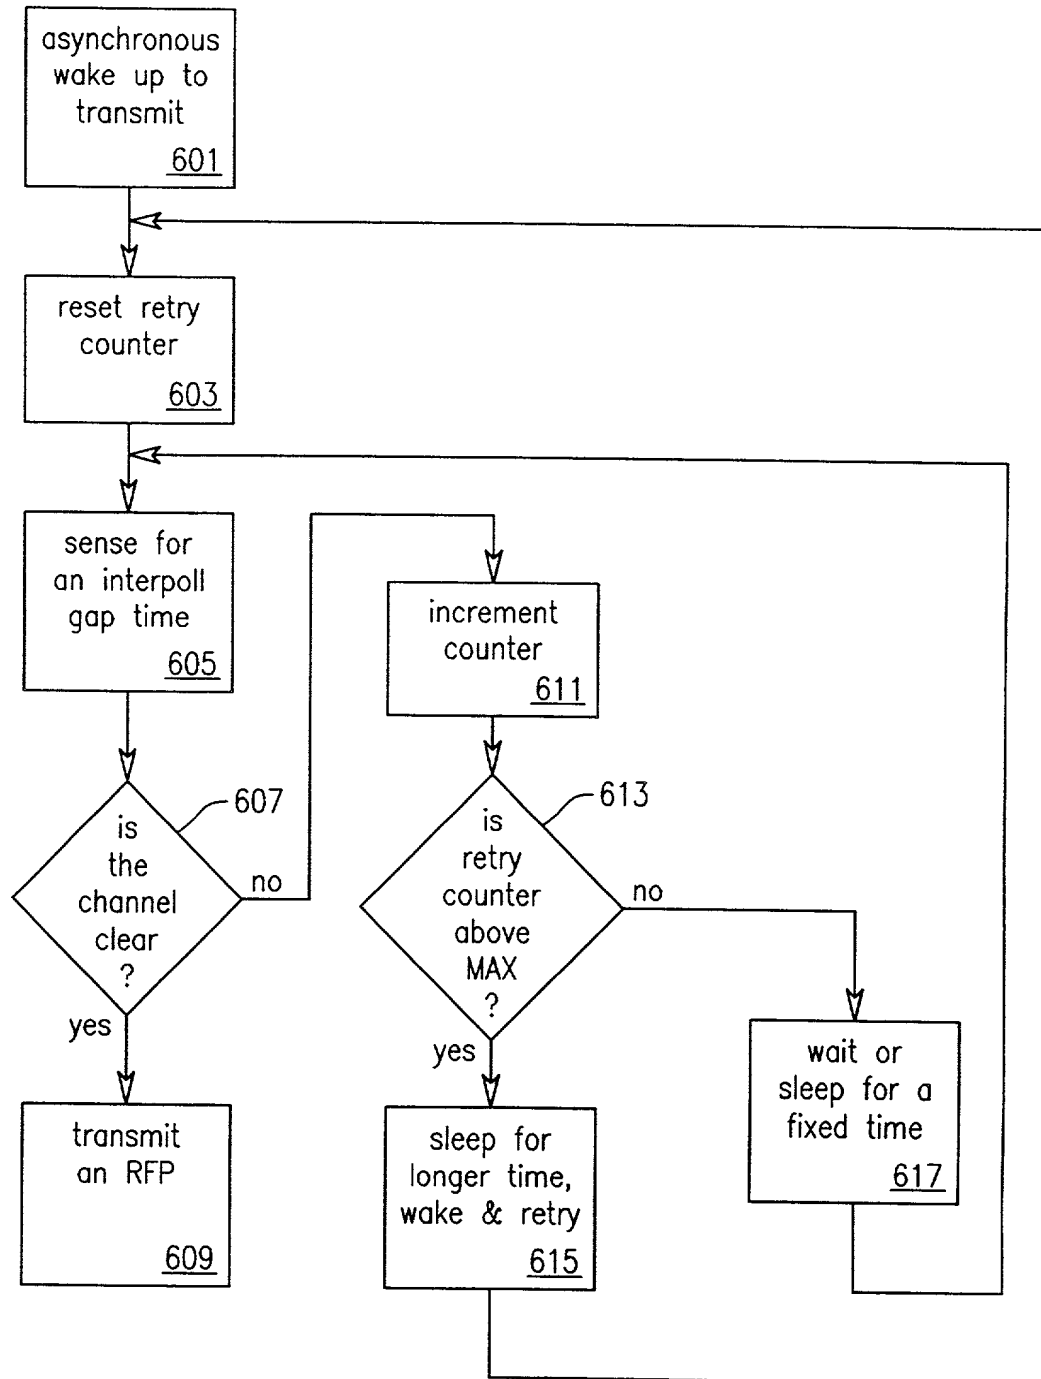 asynchronous
wake up to
transmit
601
reset retry
counter
603
sense for
an interpoll
gap time
605
607
is
the
channel
clear
?
no
yes
transmit
an RFP
609
increment
counter
611
613
is
retry
counter
above
MAX
?
no
yes
sleep for
longer time,
wake & retry
615
wait or
sleep for a
fixed time
617